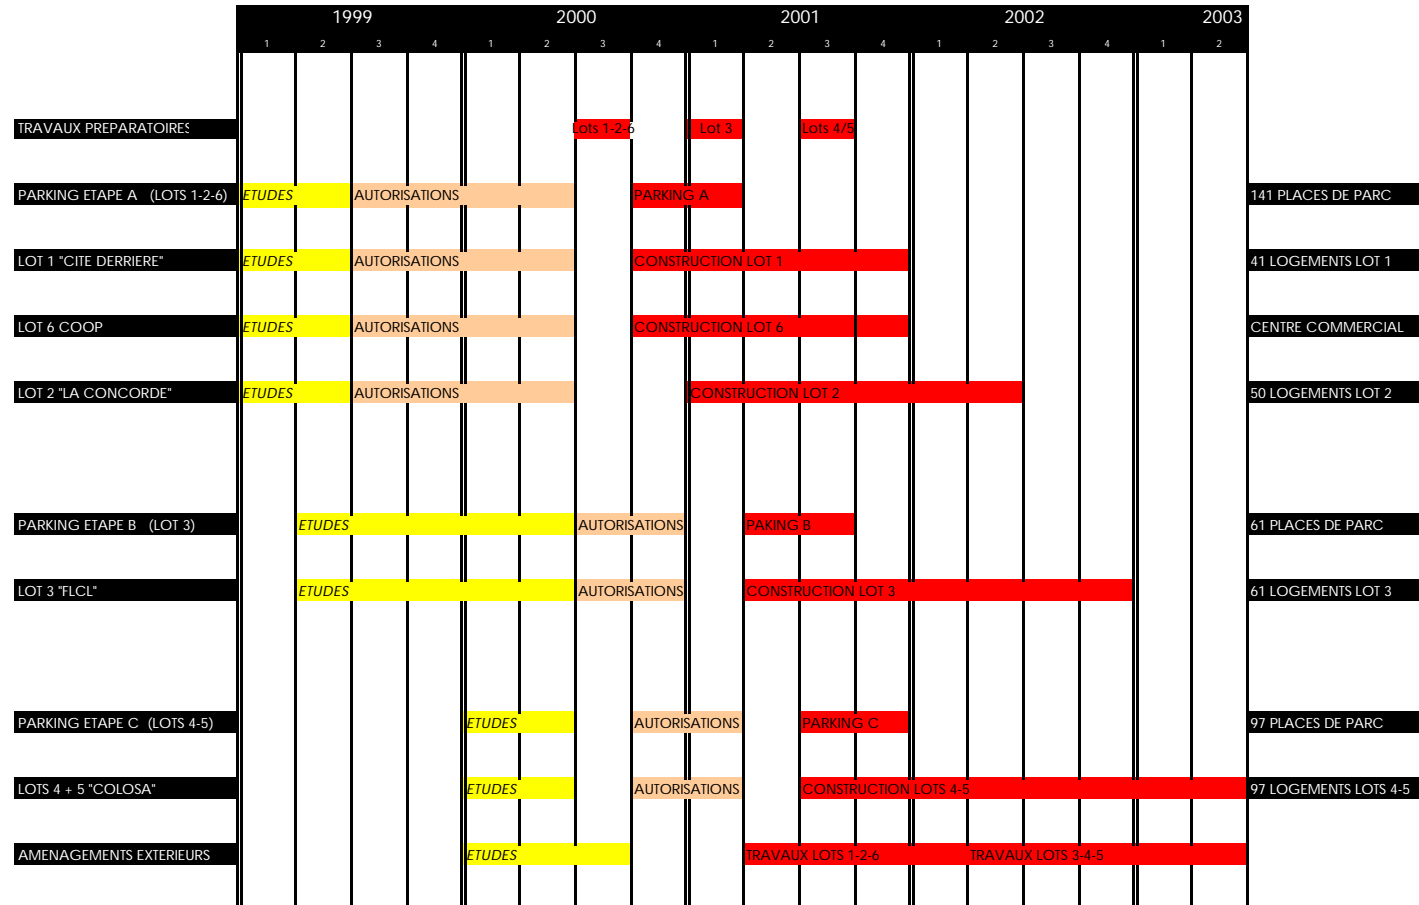 1999 2000 2001 2002 2003
1 2 3 4 1 2 3 4 1 2 3 4 1 2 3 4 1 2
TRAVAUX PREPARATOIRES Lots 1-2-6 Lot 3 Lots 4/5
PARKING ETAPE A (LOTS 1-2-6) ETUDES AUTORISATIONS PARKING A 141 PLACES DE PARC
LOT 1 "CITE DERRIERE" ETUDES AUTORISATIONS CONSTRUCTION LOT 1 41 LOGEMENTS LOT 1
LOT 6 COOP ETUDES AUTORISATIONS CONSTRUCTION LOT 6 CENTRE COMMERCIAL
LOT 2 "LA CONCORDE" ETUDES AUTORISATIONS CONSTRUCTION LOT 2 50 LOGEMENTS LOT 2
PARKING ETAPE B (LOT 3) ETUDES AUTORISATIONS PAKING B 61 PLACES DE PARC
LOT 3 "FLCL" ETUDES AUTORISATIONS CONSTRUCTION LOT 3 61 LOGEMENTS LOT 3
PARKING ETAPE C (LOTS 4-5) ETUDES AUTORISATIONS PARKING C 97 PLACES DE PARC
LOTS 4 + 5 "COLOSA" ETUDES AUTORISATIONS CONSTRUCTION LOTS 4-5 97 LOGEMENTS LOTS 4-5
AMENAGEMENTS EXTERIEURS ETUDES TRAVAUX LOTS 1-2-6 TRAVAUX LOTS 3-4-5